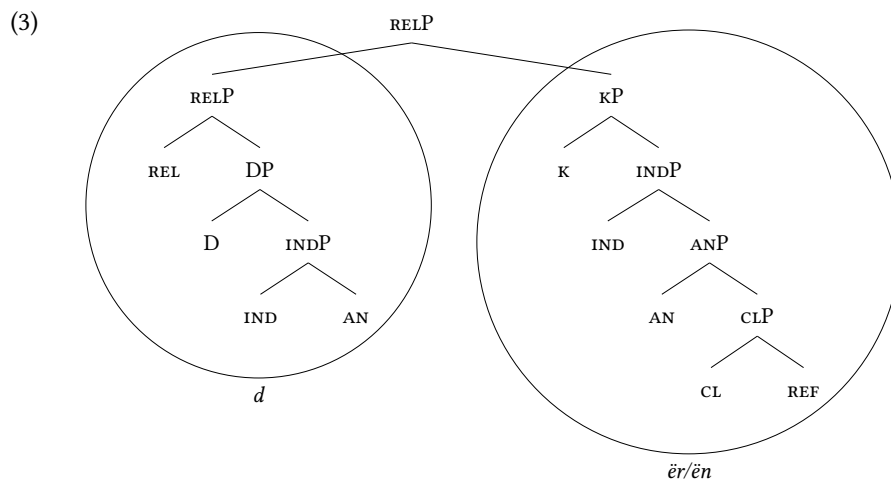 (3) RELP
RELP KP
REL DP K INDP
D INDP IND ANP
IND AN AN CLP
d CL REF
ër/ën